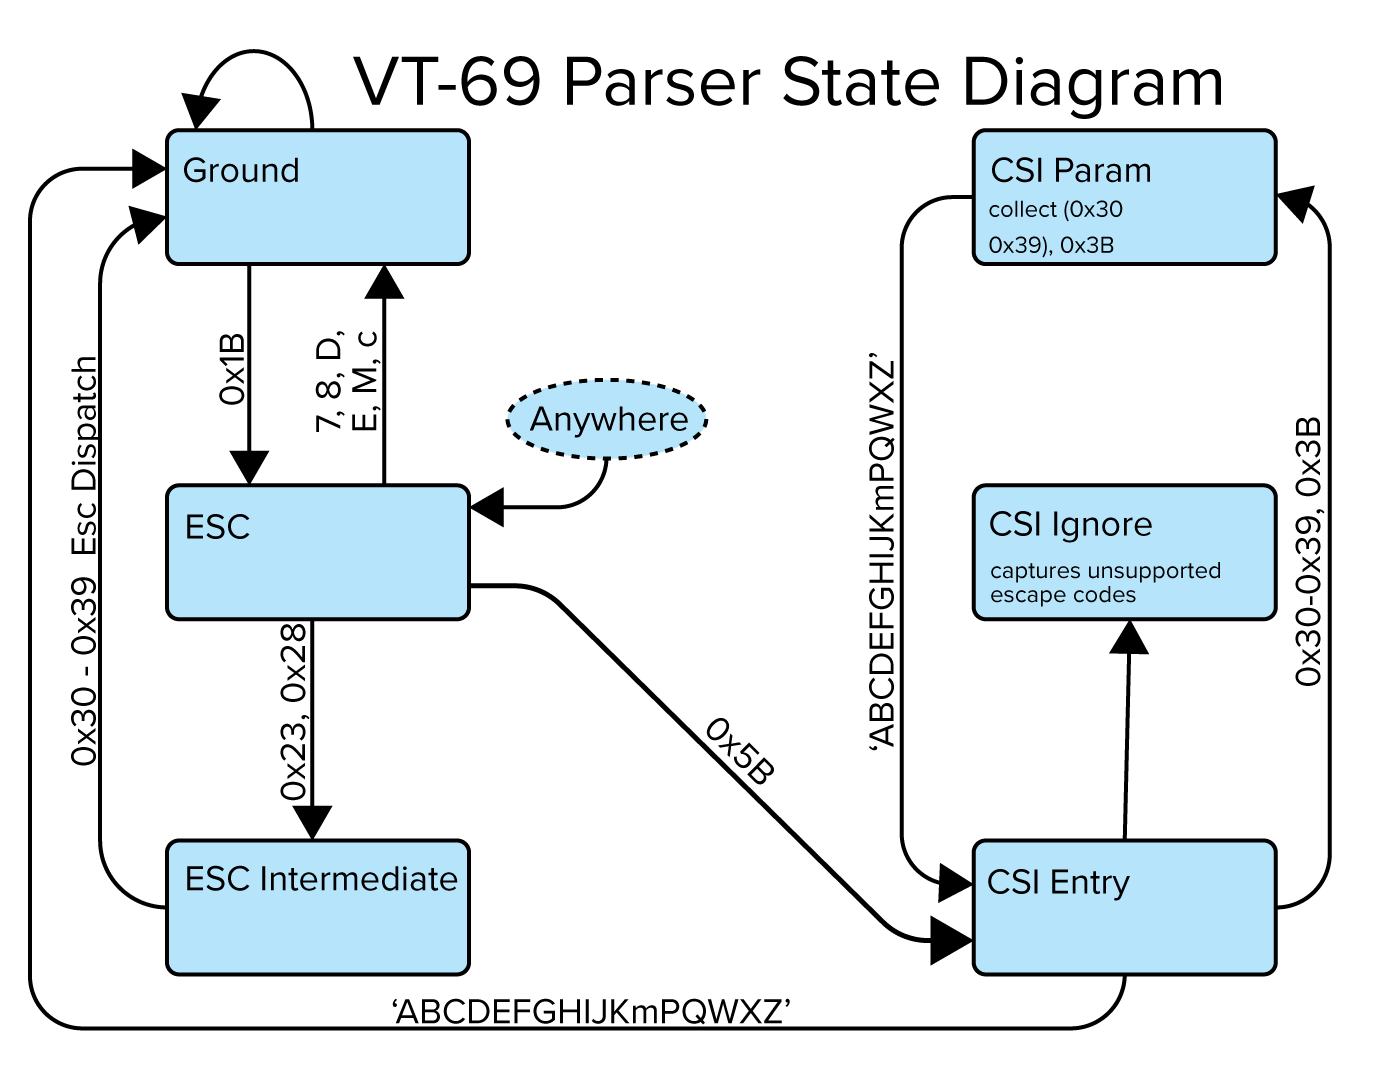 VT-69 Parser State Diagram
Ground
CSI Param
collect (0x30
0x39), 0x3B
0x1B
7, 8, D,
E, M, c
Anywhere
ESC
CSI Ignore
captures unsupported
escape codes
0x30 - 0x39 Esc Dispatch
0x23, 0x28
0x5B
‘ABCDEFGHIJKmPQWXZ’
0x30-0x39, 0x3B
ESC Intermediate
CSI Entry
‘ABCDEFGHIJKmPQWXZ’